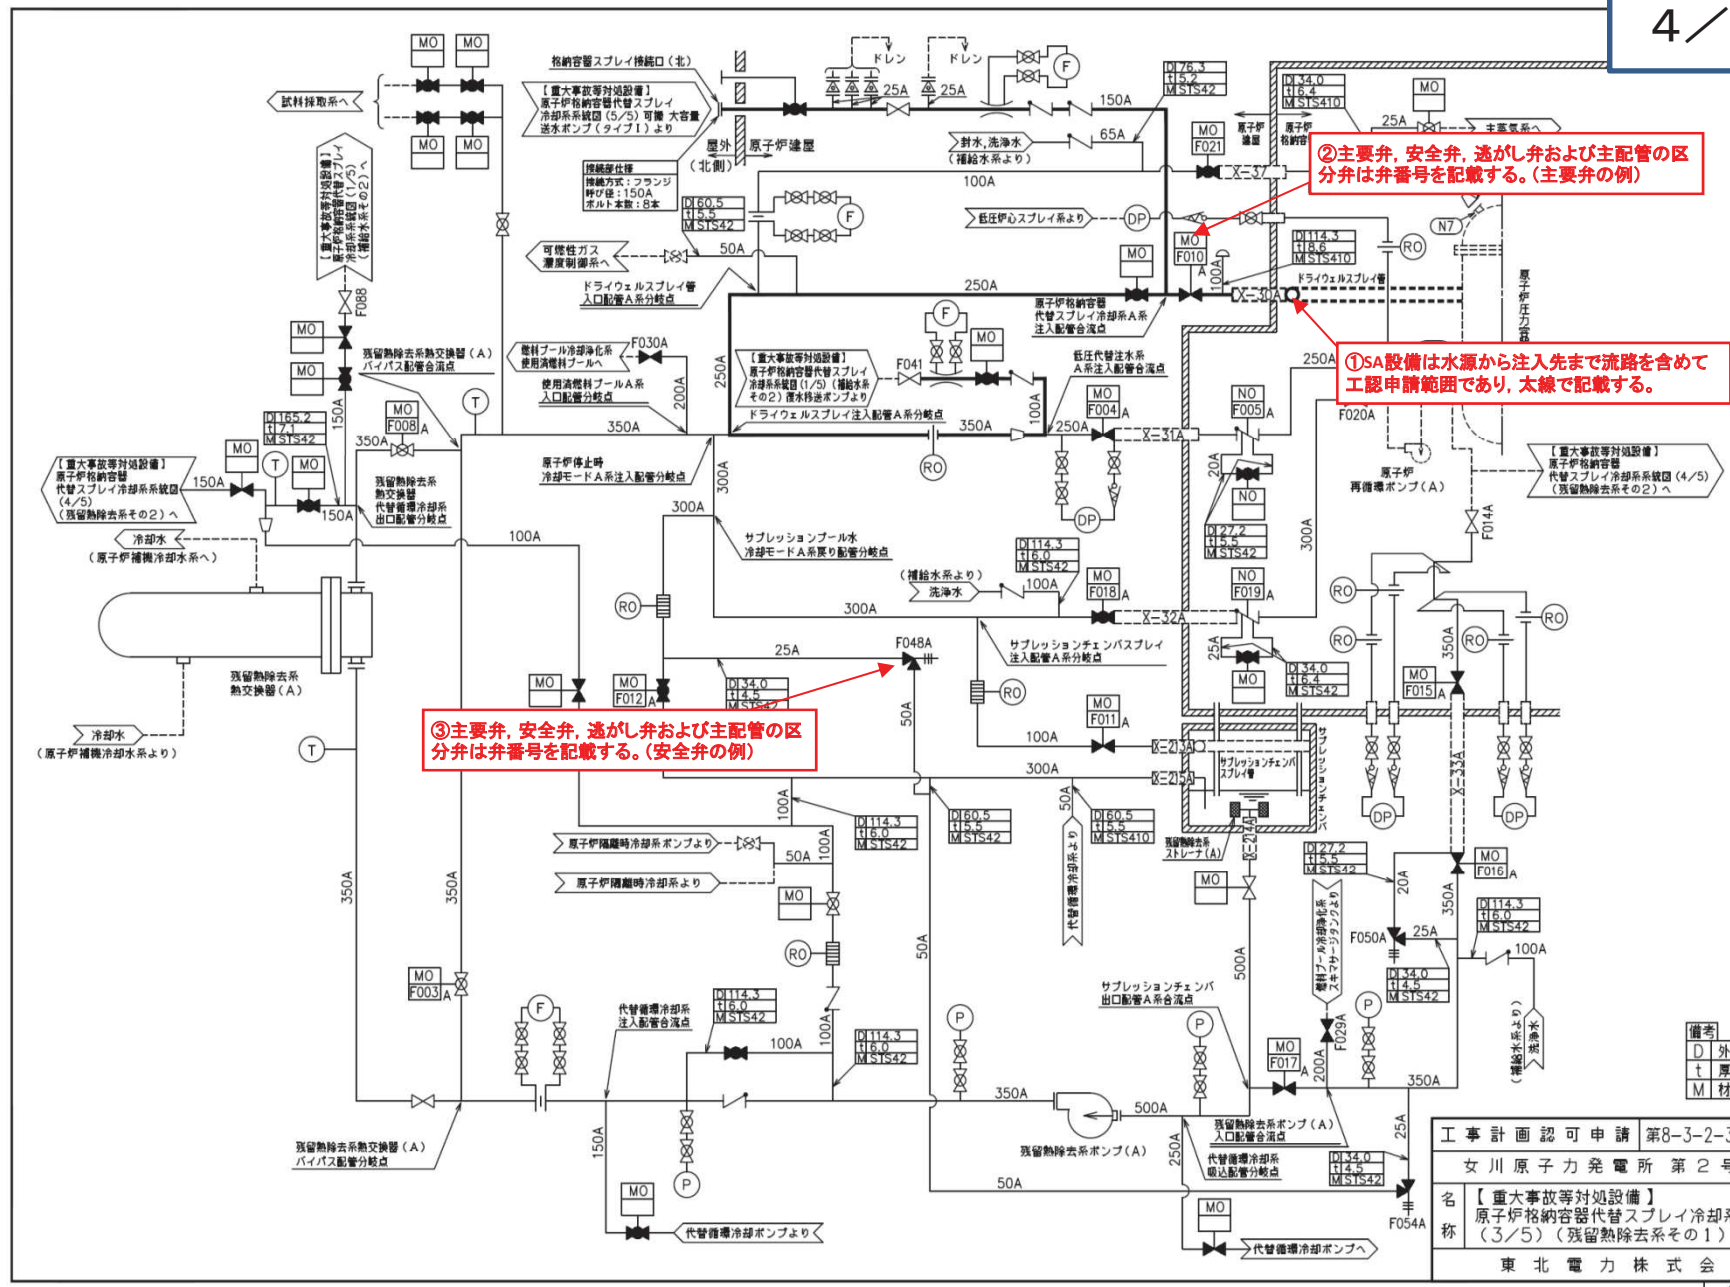 4／
MO
MO
MO
MO
試料採取系へ
格納容器スプレイ接続口（北）
【重大事故等対処設備】
原子炉格納容器代替スプレイ
冷却系系統図（5/5）可搬 大容量
送水ポンプ（タイプⅠ）より
屋外
原子炉建屋
（北側）
接続部仕様
接続方式：フランジ
呼び径：150A
ボルト本数：8本
ドレン
ドレン
25A
25A
F
150A
D 76.3
t 5.2
M STS42
封水，洗浄水
（補給水系より）
65A
100A
MO
F021
X-37
原子炉
建屋
D 34.0
t 6.4
M STS410
25A
MO
主蒸気系へ
②主要弁，安全弁，逃がし弁および主配管の区
分弁は弁番号を記載する。（主要弁の例）
N7
RO
【重大事故等対処設備】
原子炉格納容器代替スプレイ
冷却系系統図（1/5）
（補給水系その2）へ
F088
MO
MO
150A
D 60.5
t 5.5
M STS42
F
低圧炉心スプレイ系より
DP
可燃性ガス
濃度制御系へ
50A
ドライウェルスプレイ管
入口配管A系分岐点
250A
MO
MO
F010
A
100A
D 114.3
t 8.6
M STS410
X-30A
ドライウェルスプレイ管
原子炉格納容器
代替スプレイ冷却系A系
注入配管合流点
①SA設備は水源から注入先まで流路を含めて
工認申請範囲であり，太線で記載する。
250A
残留熱除去系熱交換器（A）
バイパス配管合流点
燃料プール冷却浄化系
使用済燃料プールへ
F030A
使用済燃料プールA系
入口配管分岐点
200A
250A
【重大事故等対処設備】
原子炉格納容器代替スプレイ
冷却系系統図（1/5）（補給水系
その2）復水移送ポンプより
F041
F
MO
100A
ドライウェルスプレイ注入配管A系分岐点
低圧代替注水系
A系注入配管合流点
MO
F004
A
NO
F005
A
F020A
D 165.2
t 7.1
M STS42
MO
F008
A
T
350A
350A
350A
RO
250A
X-31A
20A
NO
D 27.2
t 5.5
M STS42
原子炉
再循環ポンプ（A）
【重大事故等対処設備】
原子炉格納容器
代替スプレイ冷却系系統図（4/5）
（残留熱除去系その2）へ
F014A
【重大事故等対処設備】
原子炉格納容器
代替スプレイ冷却系系統図
（4/5）
（残留熱除去系その2）へ
150A
MO
T
MO
150A
残留熱除去系
熱交換器
代替循環冷却系
出口配管分岐点
原子炉停止時
冷却モードA系注入配管分岐点
300A
300A
サプレッションプール水
冷却モードA系戻り配管分岐点
DP
300A
冷却水
（原子炉補機冷却水系へ）
100A
（補給水系より）
洗浄水
100A
D 114.3
t 6.0
M STS42
MO
F018
A
NO
F019
A
RO
300A
X-32A
25A
MO
D 34.0
t 6.4
M STS42
RO
RO
RO
RO
350A
MO
F015
A
残留熱除去系
熱交換器（A）
冷却水
（原子炉補機冷却水系より）
T
25A
F048A
D 34.0
t 4.5
M STS42
MO
MO
F012
A
50A
サプレッションチェンバスプレイ
注入配管A系分岐点
RO
MO
F011
A
100A
X-213A
③主要弁，安全弁，逃がし弁および主配管の区
分弁は弁番号を記載する。（安全弁の例）
300A
X-215A
サプレッションチェンバ
スプレイ管
サプレッションチェンバ
X-33A
DP
DP
100A
D 114.3
t 6.0
M STS42
D 60.5
t 5.5
M STS42
50A
D 60.5
t 5.5
M STS410
代替循環冷却系より
残留熱除去系
ストレーナ（A）
X-214A
原子炉隔離時冷却系ポンプより
原子炉隔離時冷却系より
50A
100A
MO
RO
MO
350A
350A
50A
500A
D 27.2
t 5.5
M STS42
20A
MO
F016
A
350A
燃料プール冷却浄化系
スキマサージタンクより
F050A
25A
D 114.3
t 6.0
M STS42
100A
D 34.0
t 4.5
M STS42
MO
F003
A
F
代替循環冷却系
注入配管合流点
D 114.3
t 6.0
M STS42
100A
100A
D 114.3
t 6.0
M STS42
P
サプレッションチェンバ
出口配管A系合流点
P
MO
F017
A
F029A
200A
P
350A
（補給水系より）
洗浄水
350A
500A
残留熱除去系ポンプ（A）
残留熱除去系ポンプ（A）
入口配管合流点
代替循環冷却系
吸込配管分岐点
25A
D 34.0
t 4.5
M STS42
残留熱除去系熱交換器（A）
バイパス配管分岐点
150A
P
250A
50A
F054A
MO
代替循環冷却ポンプより
MO
代替循環冷却ポンプへ
備考
D 外
t 厚
M 材
工事計画認可申請 第8-3-2-3
女川原子力発電所 第２号
名称
【重大事故等対処設備】
原子炉格納容器代替スプレイ冷却系
（3／5）（残留熱除去系その1）
東北電力株式会